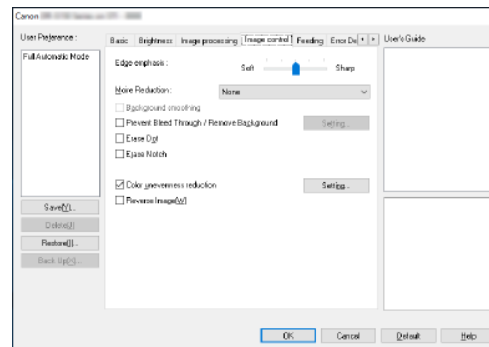 Canon
User Preference :
Full Automatic Mode
Save(V)...
Delete(J)
Restore(I)...
Back Up(K)...
Basic Brightness Image processing Image control Feeding Error De
User's Guide
Edge emphasis :
Soft Sharp
Moire Reduction :
None
Background smoothing
Prevent Bleed Through / Remove Background
Setting...
Erase Dot
Erase Notch
Color unevenness reduction
Setting...
Reverse Image(W)
OK Cancel Default Help